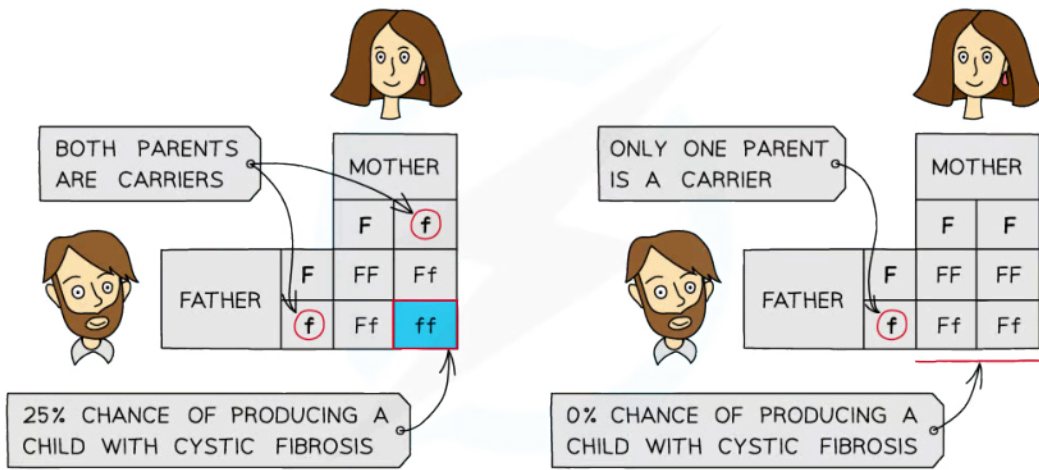 BOTH PARENTS
ARE CARRIERS
MOTHER
F f
FATHER F FF Ff
f Ff ff
25% CHANCE OF PRODUCING A
CHILD WITH CYSTIC FIBROSIS
ONLY ONE PARENT
IS A CARRIER
MOTHER
F F
FATHER F FF FF
f Ff Ff
0% CHANCE OF PRODUCING A
CHILD WITH CYSTIC FIBROSIS